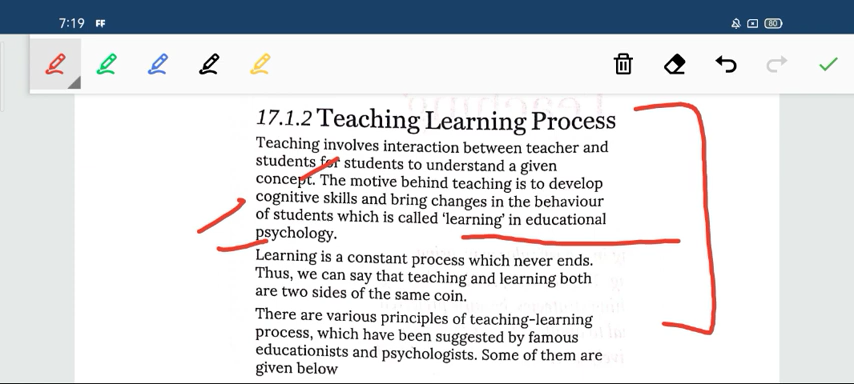 7:19 FF 80
17.1.2 Teaching Learning Process
Teaching involves interaction between teacher and
students for students to understand a given
concept. The motive behind teaching is to develop
cognitive skills and bring changes in the behaviour
of students which is called ‘learning’ in educational
psychology.
Learning is a constant process which never ends.
Thus, we can say that teaching and learning both
are two sides of the same coin.
There are various principles of teaching-learning
process, which have been suggested by famous
educationists and psychologists. Some of them are
given below